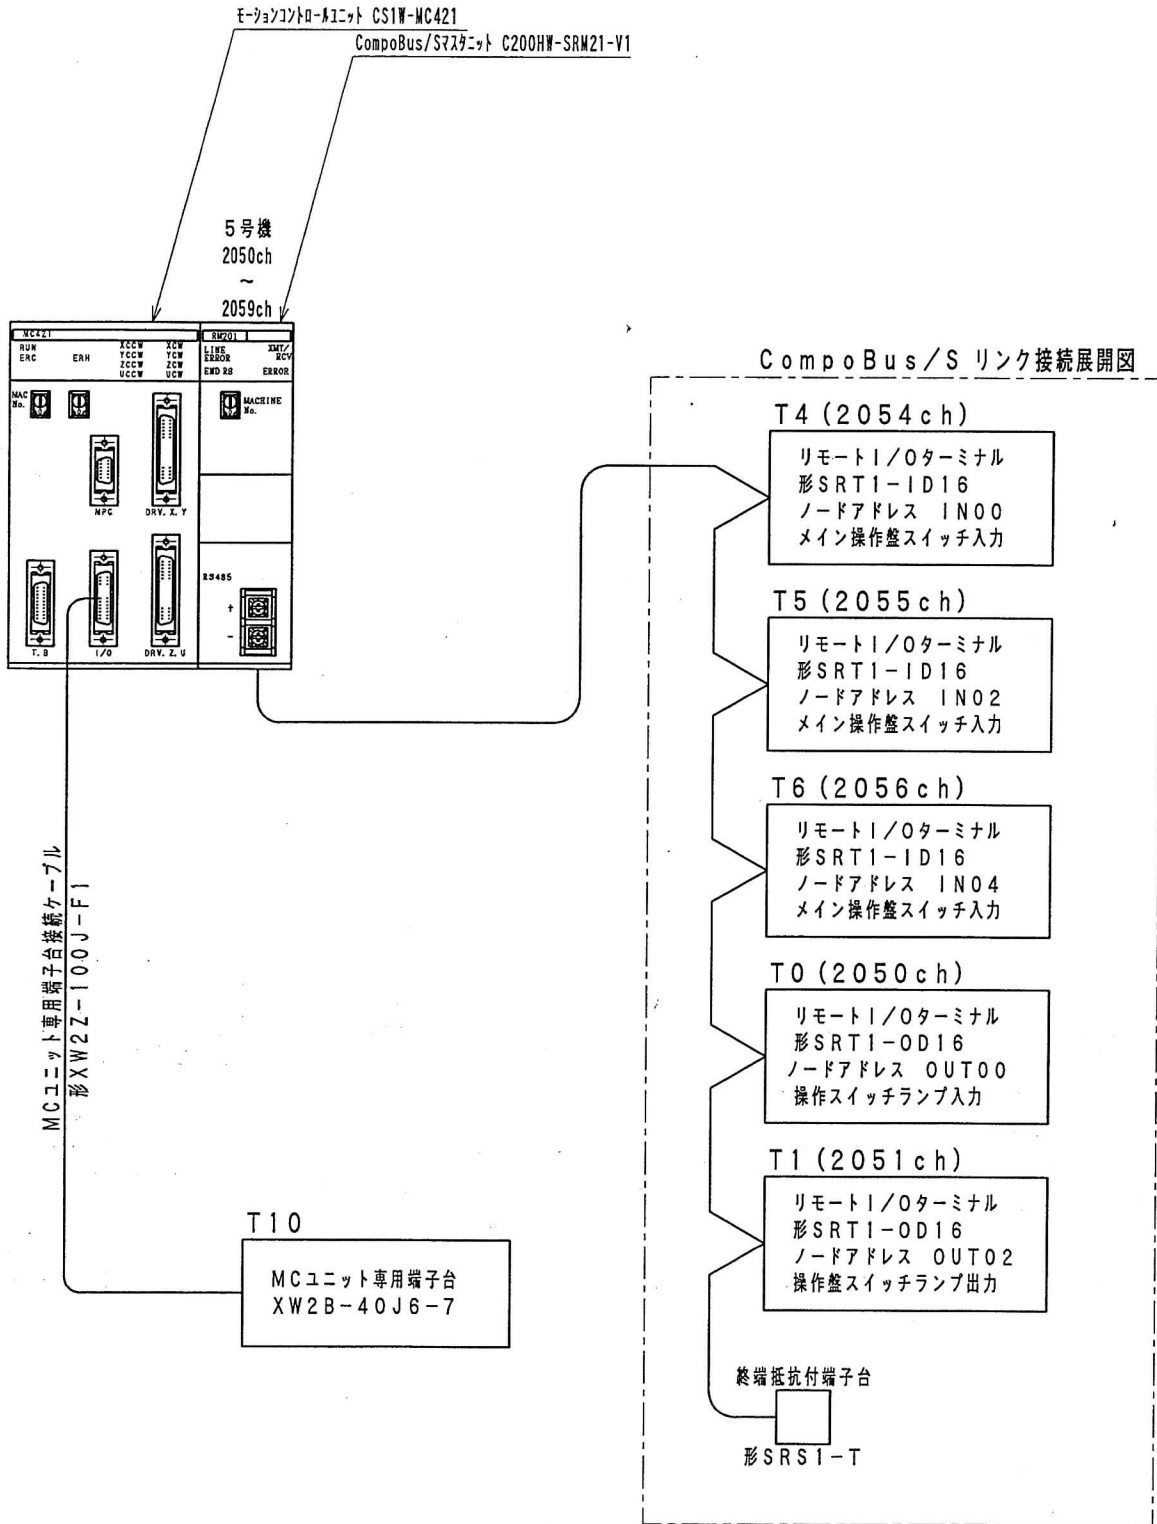 モーションコントロールユニット CS1W-MC421
CompoBus/Sマスタニット C200HW-SRM21-V1
5号機
2050ch
～
2059ch
MC421
RUN
ERC
ERH
XCCW XCW
YCCW YCW
ZCCW ZCW
UCCW UCW
MAC
No.
MPG
DRV. X. Y
T. B
I/O
DRV. Z. U
RM201
LINE
ERROR
XMT/
RCV
END RS
ERROR
MACHINE
No.
RS485
+
-
MCユニット専用端子台接続ケーブル
形XW2Z-100J-F1
T10
MCユニット専用端子台
XW2B-40J6-7
CompoBus/S リンク接続展開図
T4(2054ch)
リモートI/Oターミナル
形SRT1-ID16
ノードアドレス IN00
メイン操作盤スイッチ入力
T5(2055ch)
リモートI/Oターミナル
形SRT1-ID16
ノードアドレス IN02
メイン操作盤スイッチ入力
T6(2056ch)
リモートI/Oターミナル
形SRT1-ID16
ノードアドレス IN04
メイン操作盤スイッチ入力
T0(2050ch)
リモートI/Oターミナル
形SRT1-OD16
ノードアドレス OUT00
操作スイッチランプ入力
T1(2051ch)
リモートI/Oターミナル
形SRT1-OD16
ノードアドレス OUT02
操作盤スイッチランプ出力
終端抵抗付端子台
形SRS1-T